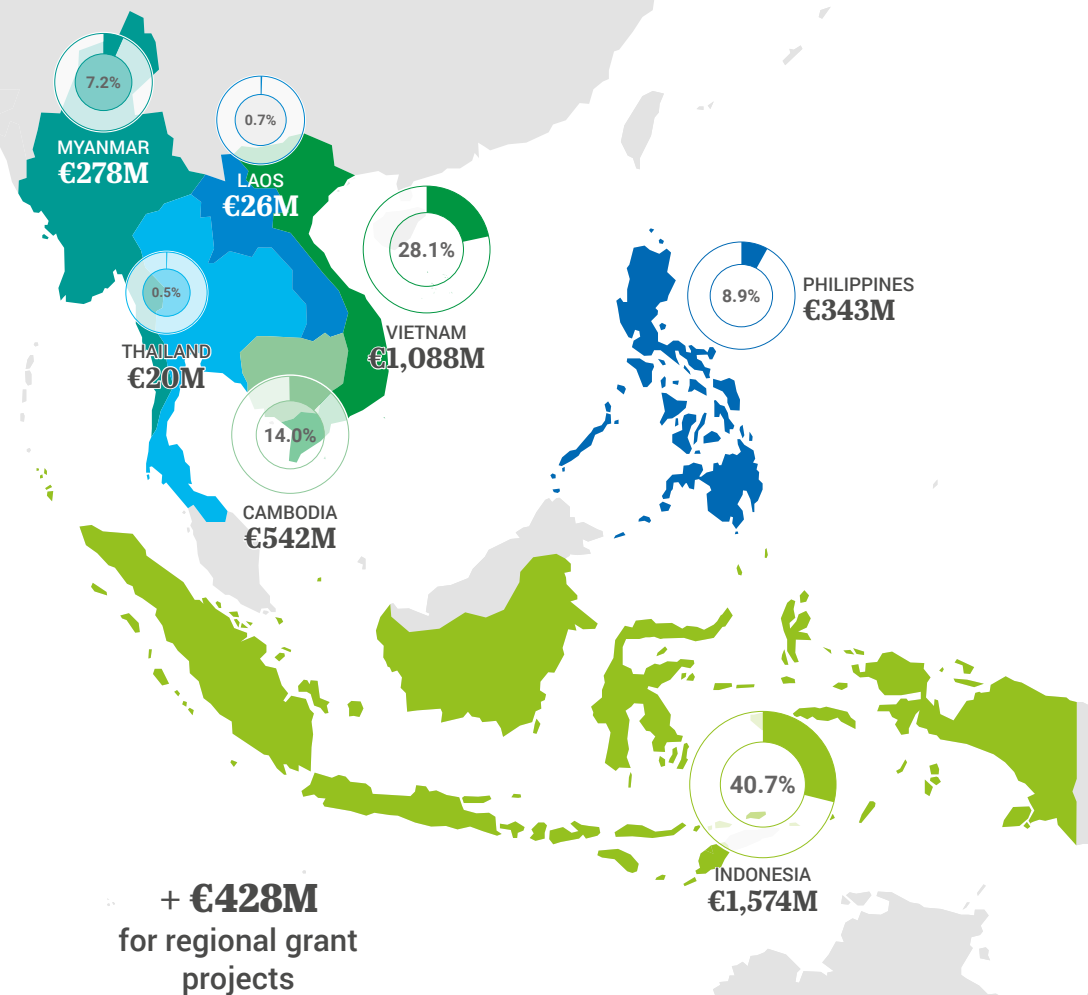 7.2%
MYANMAR
€278M
0.7%
LAOS
€26M
28.1%
VIETNAM
€1,088M
8.9%
PHILIPPINES
€343M
0.5%
THAILAND
€20M
14.0%
CAMBODIA
€542M
40.7%
INDONESIA
€1,574M
+ €428M
for regional grant
projects